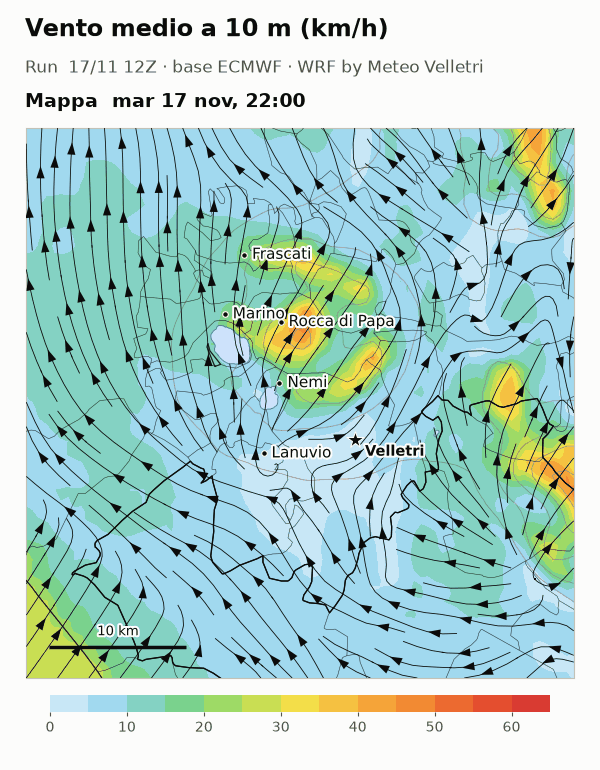 Vento medio a 10 m (km/h)
Run  17/11 12Z · base ECMWF · WRF by Meteo Velletri
Mappa  mar 17 nov, 22:00
Frascati
Marino
Rocca di Papa
Nemi
Velletri
Lanuvio
10 km
0 10 20 30 40 50 60